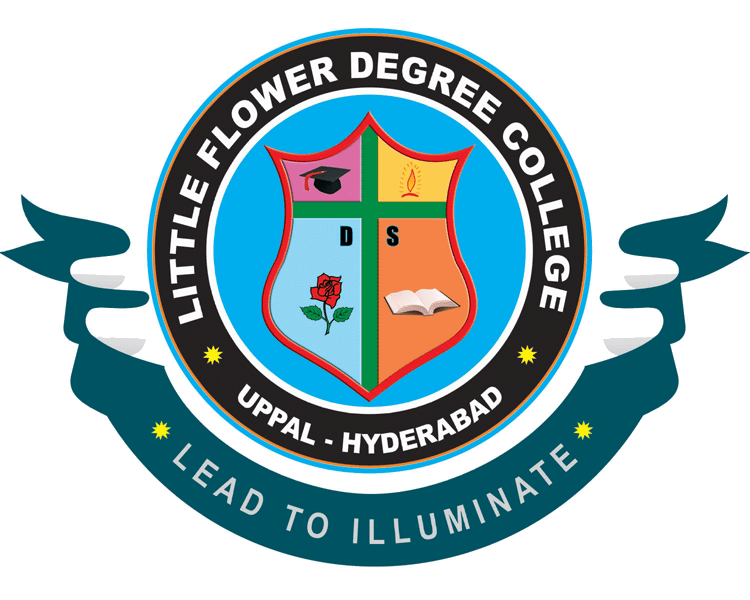 LITTLE FLOWER DEGREE COLLEGE
D S
UPPAL - HYDERABAD
LEAD TO ILLUMINATE